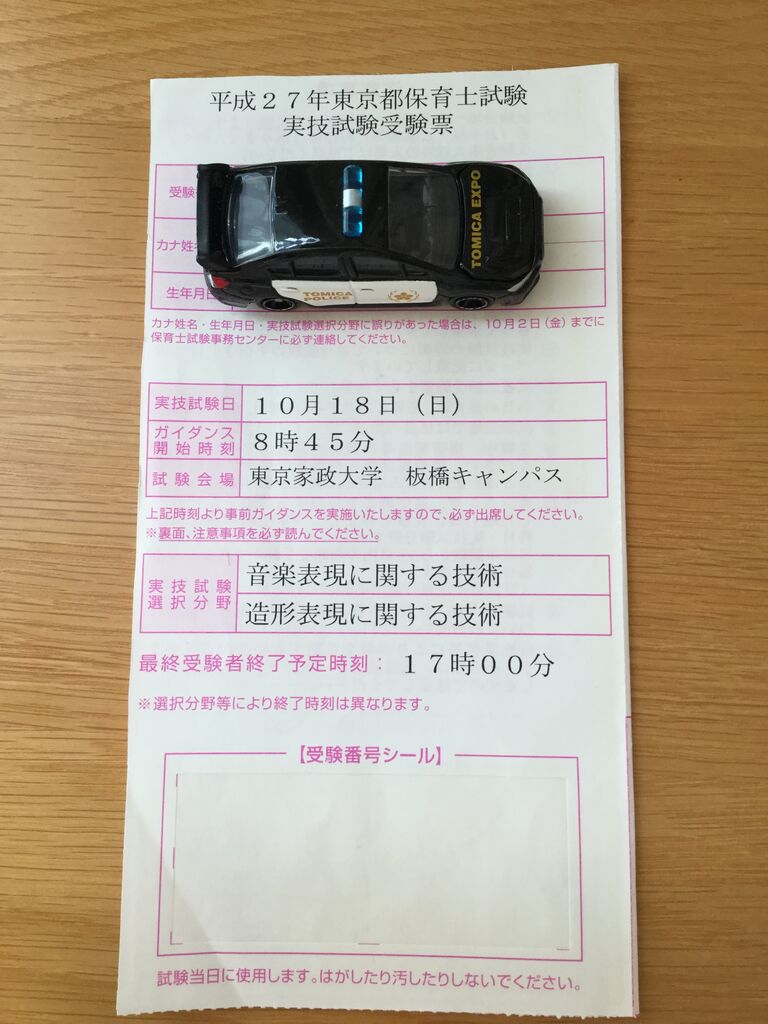 平成２７年東京都保育士試験
実技試験受験票
受験
カナ姓
生年月日
TOMICA EXPO
TOMICA
POLICE
カナ姓名・生年月日・実技試験選択分野に誤りがあった場合は、１０月２日（金）までに
保育士試験事務センターに必ず連絡してください。
実技試験日 １０月１８日（日）
ガイダンス
開始時刻 ８時４５分
試験会場 東京家政大学　板橋キャンパス
上記時刻より事前ガイダンスを実施いたしますので、必ず出席してください。
※裏面、注意事項を必ず読んでください。
実技試験
選択分野
音楽表現に関する技術
造形表現に関する技術
最終受験者終了予定時刻： １７時００分
※選択分野等により終了時刻は異なります。
【受験番号シール】
試験当日に使用します。はがしたり汚したりしないでください。